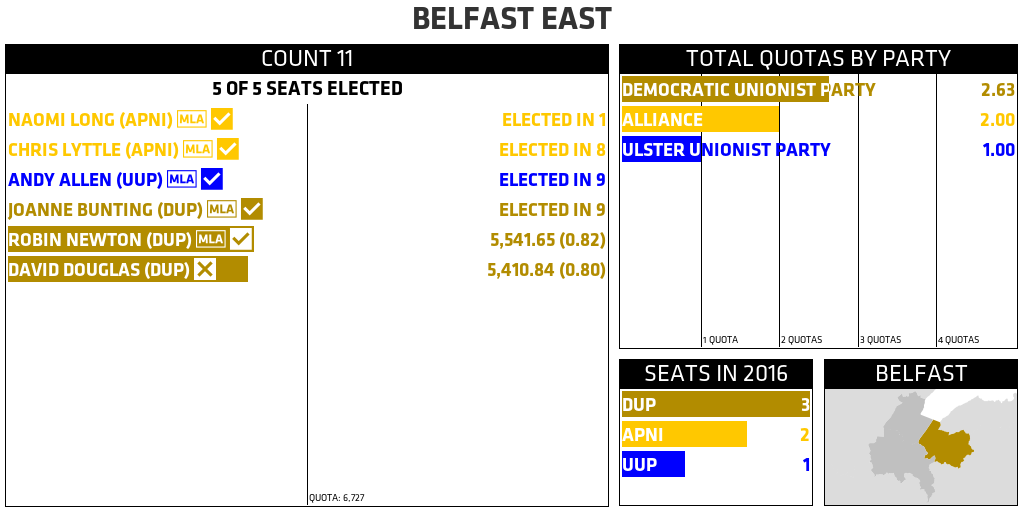 BELFAST EAST
COUNT 11
5 OF 5 SEATS ELECTED
NAOMI LONG (APNI) MLA ELECTED IN 1
CHRIS LYTTLE (APNI) MLA ELECTED IN 8
ANDY ALLEN (UUP) MLA ELECTED IN 9
JOANNE BUNTING (DUP) MLA ELECTED IN 9
ROBIN NEWTON (DUP) MLA 5,541.65 (0.82)
DAVID DOUGLAS (DUP) 5,410.84 (0.80)
QUOTA: 6,727
TOTAL QUOTAS BY PARTY
DEMOCRATIC UNIONIST PARTY 2.63
ALLIANCE 2.00
ULSTER UNIONIST PARTY 1.00
1 QUOTA 2 QUOTAS 3 QUOTAS 4 QUOTAS
SEATS IN 2016
DUP 3
APNI 2
UUP 1
BELFAST